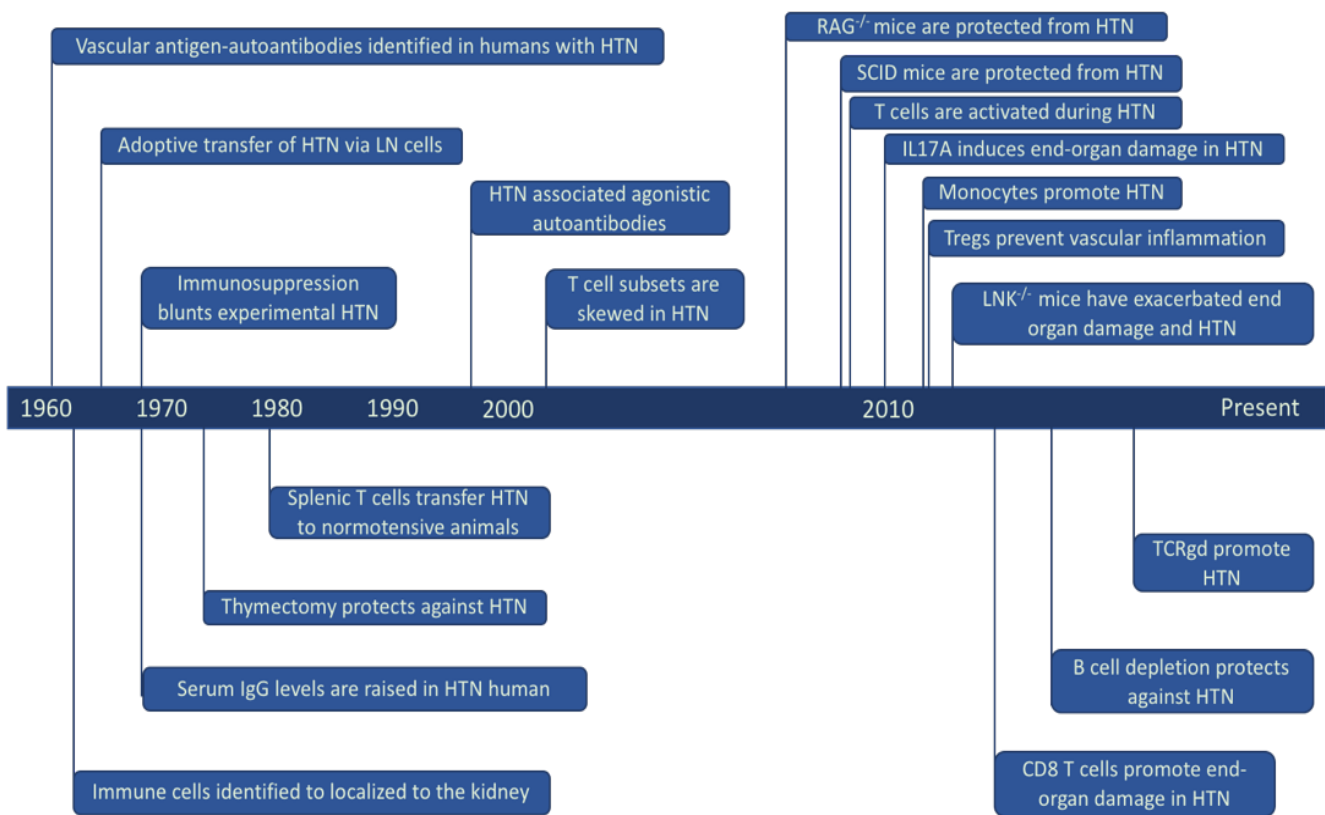 Vascular antigen-autoantibodies identified in humans with HTN
Adoptive transfer of HTN via LN cells
Immunosuppression
blunts experimental HTN
HTN associated agonistic
autoantibodies
T cell subsets are
skewed in HTN
RAG-/- mice are protected from HTN
SCID mice are protected from HTN
T cells are activated during HTN
IL17A induces end-organ damage in HTN
Monocytes promote HTN
Tregs prevent vascular inflammation
LNK-/- mice have exacerbated end
organ damage and HTN
1960 1970 1980 1990 2000 2010 Present
Splenic T cells transfer HTN
to normotensive animals
Thymectomy protects against HTN
Serum IgG levels are raised in HTN human
Immune cells identified to localized to the kidney
TCRgd promote
HTN
B cell depletion protects
against HTN
CD8 T cells promote end-
organ damage in HTN